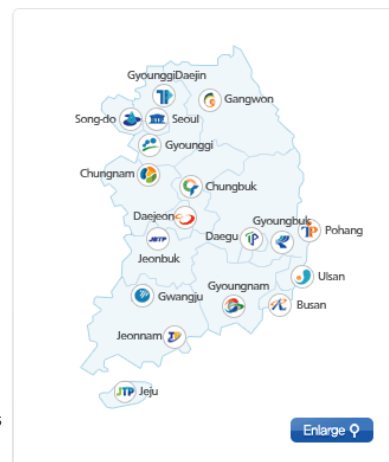 GyounggiDaejin
Gangwon
Song-do
Seoul
Gyounggi
Chungnam
Chungbuk
Daejeon
Gyoungbuk
Daegu
TP
TP
Pohang
JBTP
Jeonbuk
Ulsan
Gyoungnam
Gwangju
Busan
Jeonnam
JTP
Jeju
s
Enlarge